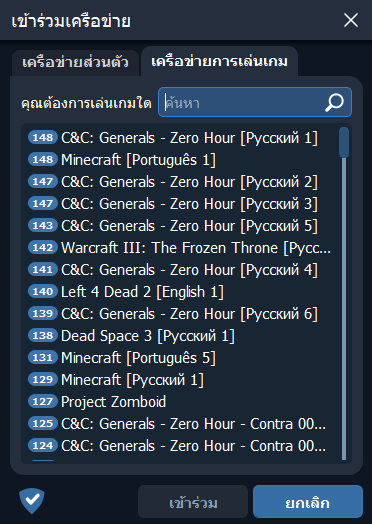 เข้าร่วมเครือข่าย
เครือข่ายส่วนตัว เครือข่ายการเล่นเกม
คุณต้องการเล่นเกมใด ค้นหา
148 C&C: Generals - Zero Hour [Русский 1]
148 Minecraft [Português 1]
147 C&C: Generals - Zero Hour [Русский 2]
147 C&C: Generals - Zero Hour [Русский 3]
143 C&C: Generals - Zero Hour [Русский 5]
142 Warcraft III: The Frozen Throne [Русс...
141 C&C: Generals - Zero Hour [Русский 4]
140 Left 4 Dead 2 [English 1]
139 C&C: Generals - Zero Hour [Русский 6]
138 Dead Space 3 [Русский 1]
131 Minecraft [Português 5]
129 Minecraft [Русский 1]
127 Project Zomboid
125 C&C: Generals - Zero Hour - Contra 00...
124 C&C: Generals - Zero Hour - Contra 00...
เข้าร่วม ยกเลิก